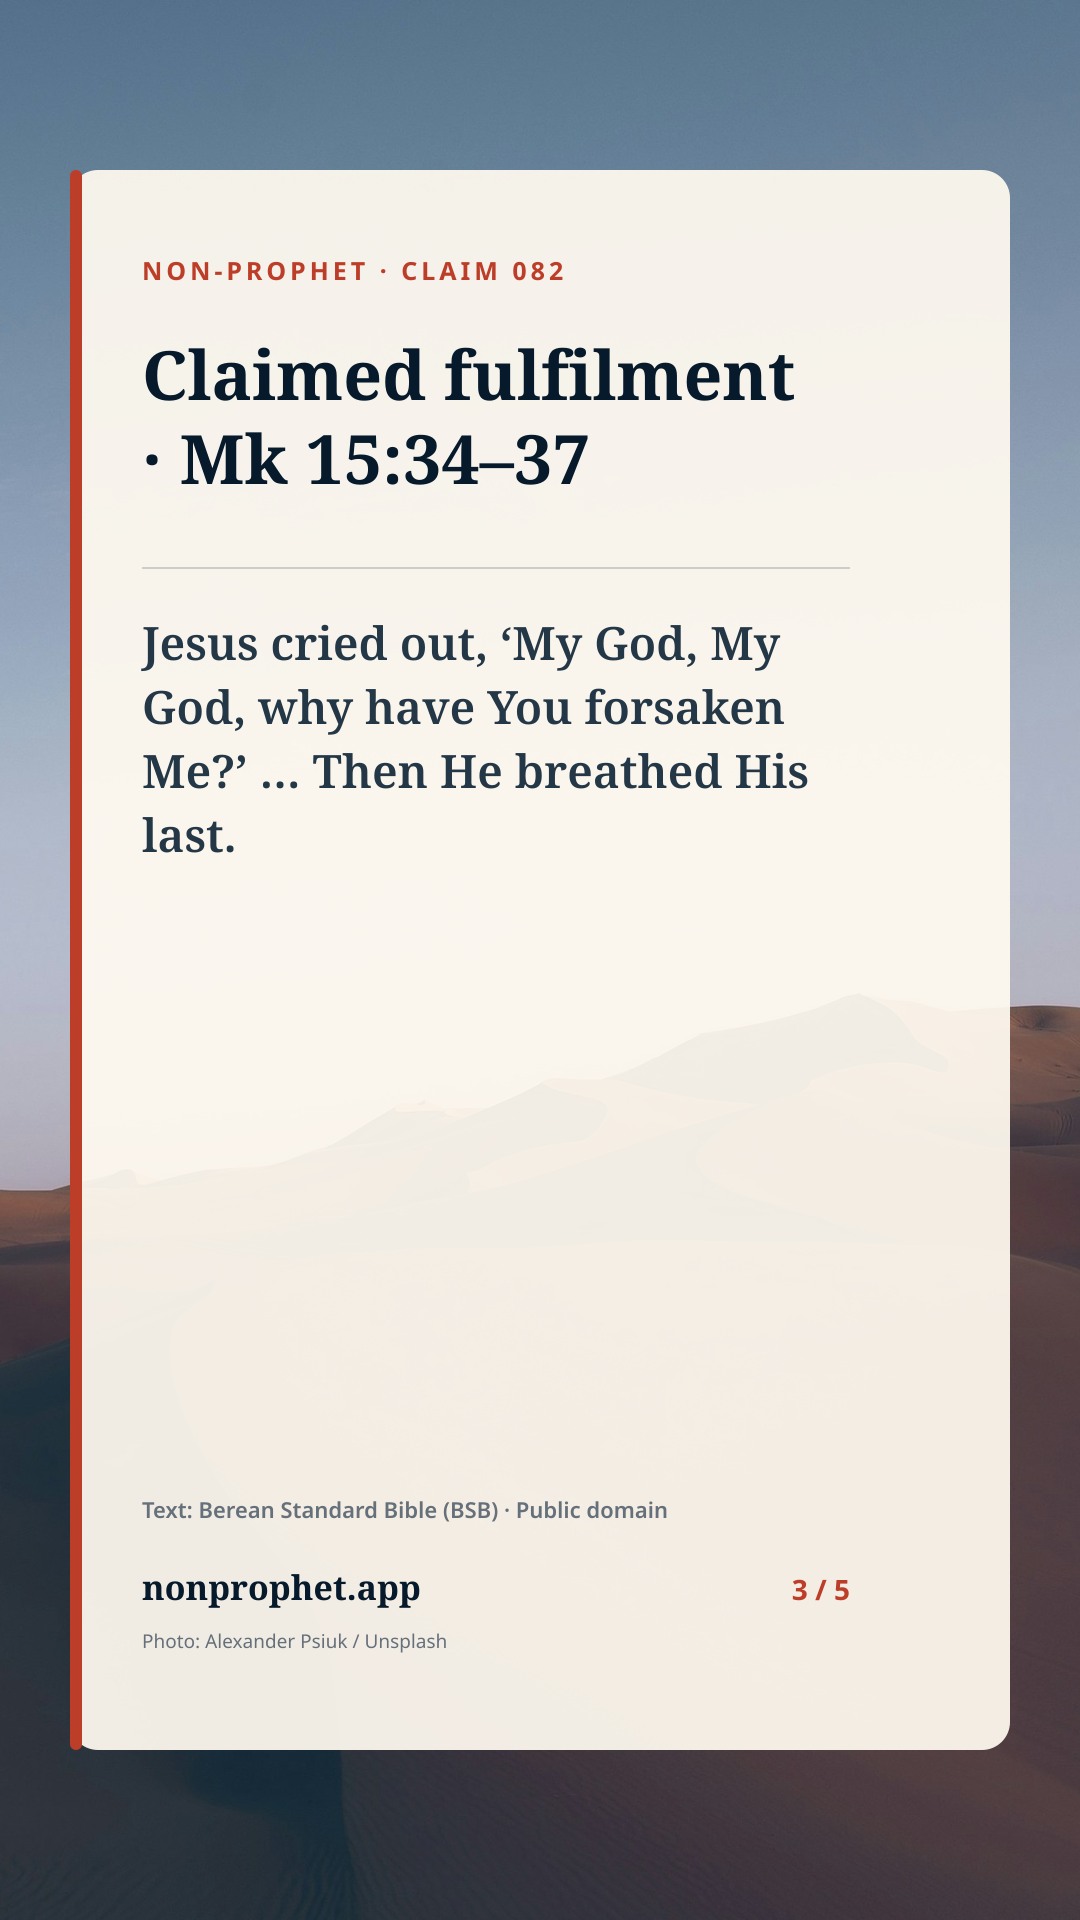 NON-PROPHET · CLAIM 082
Claimed fulfilment
· Mk 15:34–37
Jesus cried out, ‘My God, My
God, why have You forsaken
Me?’ … Then He breathed His
last.
Text: Berean Standard Bible (BSB) · Public domain
nonprophet.app
3 / 5
Photo: Alexander Psiuk / Unsplash